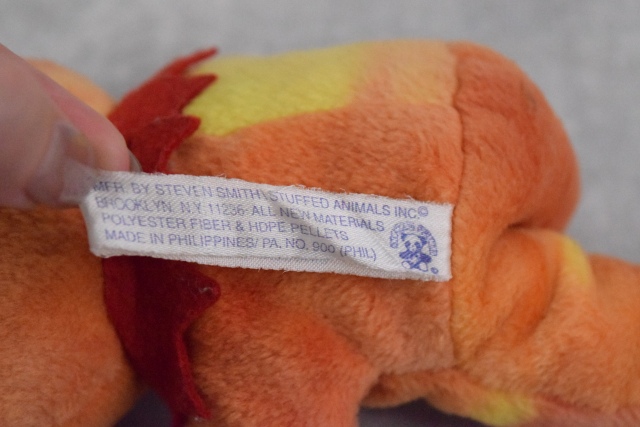 MFR. BY STEVEN SMITH STUFFED ANIMALS INC©
BROOKLYN, N.Y. 11236 ALL NEW MATERIALS
POLYESTER FIBER & HDPE PELLETS
MADE IN PHILIPPINES/ PA. NO. 900 (PHIL)